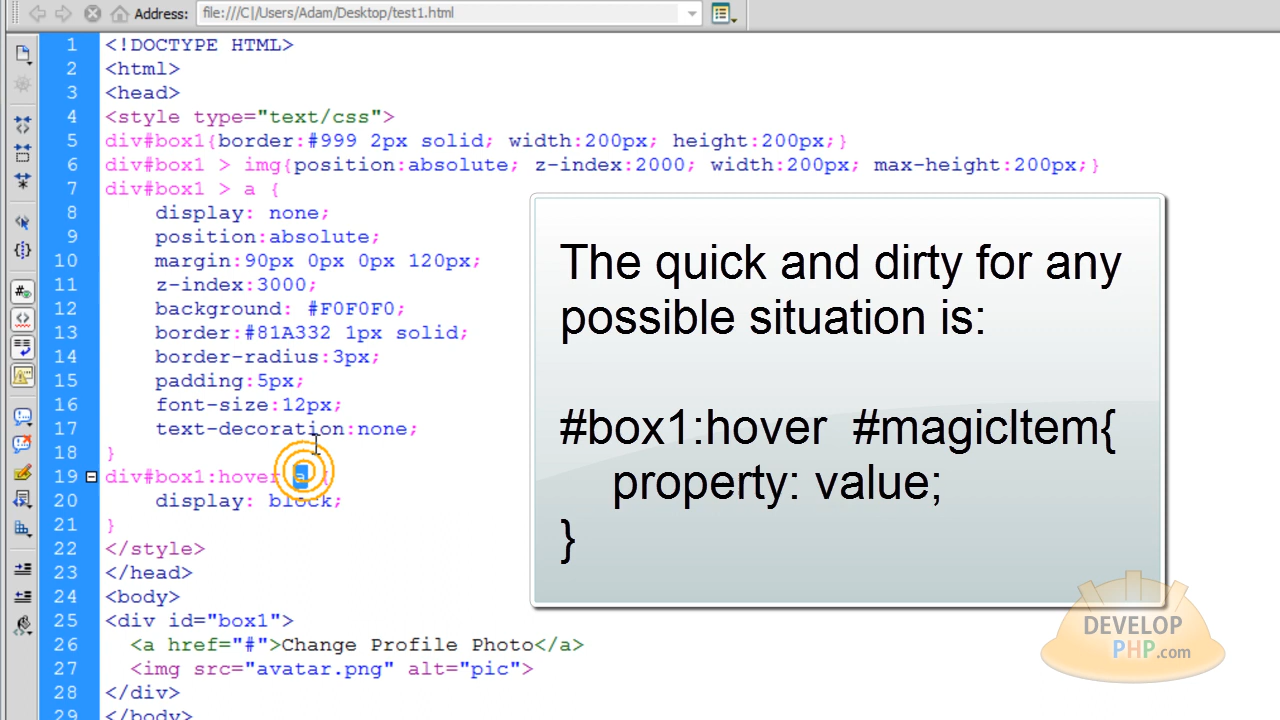 Address: file:///C|/Users/Adam/Desktop/test1.html
1 <!DOCTYPE HTML>
2 <html>
3 <head>
4 <style type="text/css">
5 div#box1{border:#999 2px solid; width:200px; height:200px;}
6 div#box1 > img{position:absolute; z-index:2000; width:200px; max-height:200px;}
7 div#box1 > a {
8 display: none;
9 position:absolute;
10 margin:90px 0px 0px 120px;
11 z-index:3000;
12 background: #F0F0F0;
13 border:#81A332 1px solid;
14 border-radius:3px;
15 padding:5px;
16 font-size:12px;
17 text-decoration:none;
18 }
19 div#box1:hover a {
20 display: block;
21 }
22 </style>
23 </head>
24 <body>
25 <div id="box1">
26 <a href="#">Change Profile Photo</a>
27 <img src="avatar.png" alt="pic">
28 </div>
29 </body>
The quick and dirty for any
possible situation is:
#box1:hover #magicItem{
property: value;
}
DEVELOP
PHP.com